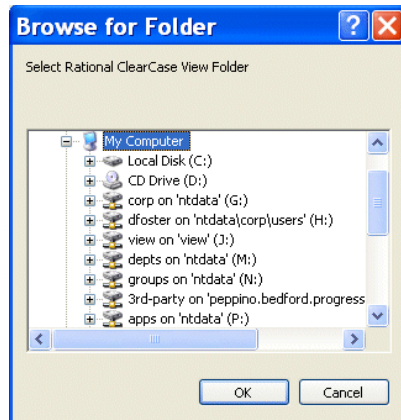 Browse for Folder
Select Rational ClearCase View Folder
My Computer
Local Disk (C:)
CD Drive (D:)
corp on 'ntdata' (G:)
dfoster on 'ntdata\corp\users' (H:)
view on 'view' (J:)
depts on 'ntdata' (M:)
groups on 'ntdata' (N:)
3rd-party on 'peppino.bedford.progress
apps on 'ntdata' (P:)
OK Cancel